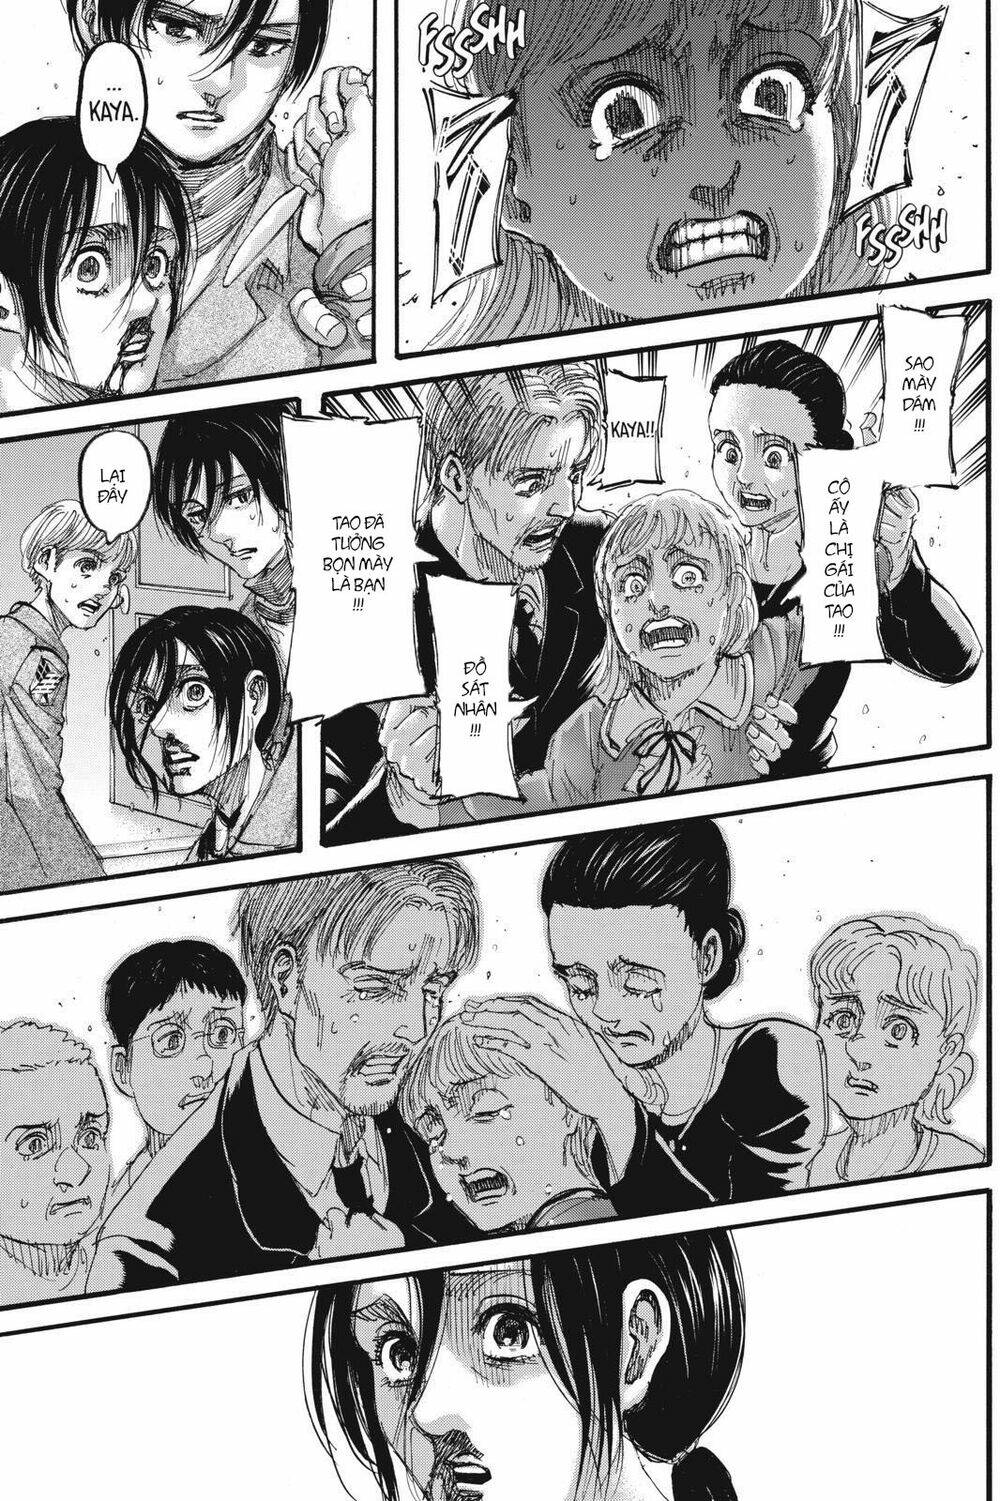 FSSSHH
FSSSHH
...
KAYA.
SAO
MÀY
DÁM
!!!
CÔ
ẤY
LÀ
CHỊ
GÁI
CỦA
TAO
!!!
KAYA!!
ĐỒ
SÁT
NHÂN
!!!
TAO ĐÃ
TƯỞNG
BỌN MÀY
LÀ BẠN
!!!
LẠI
ĐÂY